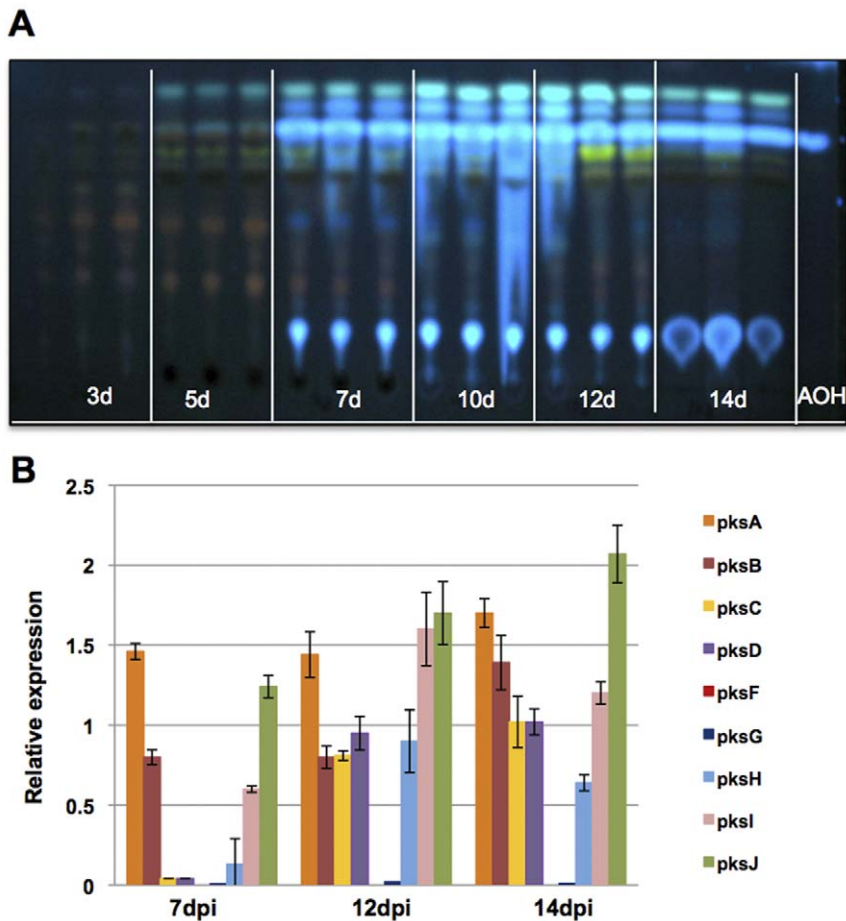 A
3d 5d 7d 10d 12d 14d AOH
B
Relative expression
2.5
2
1.5
1
0.5
0
7dpi 12dpi 14dpi
pksA
pksB
pksC
pksD
pksF
pksG
pksH
pksI
pksJ